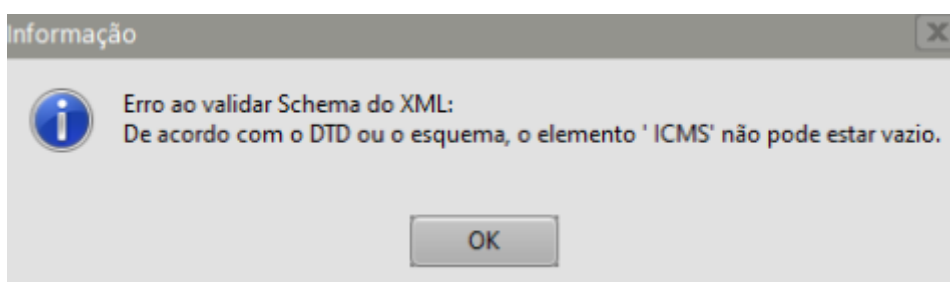 Informação
Erro ao validar Schema do XML:
De acordo com o DTD ou o esquema, o elemento ' ICMS' não pode estar vazio.
OK